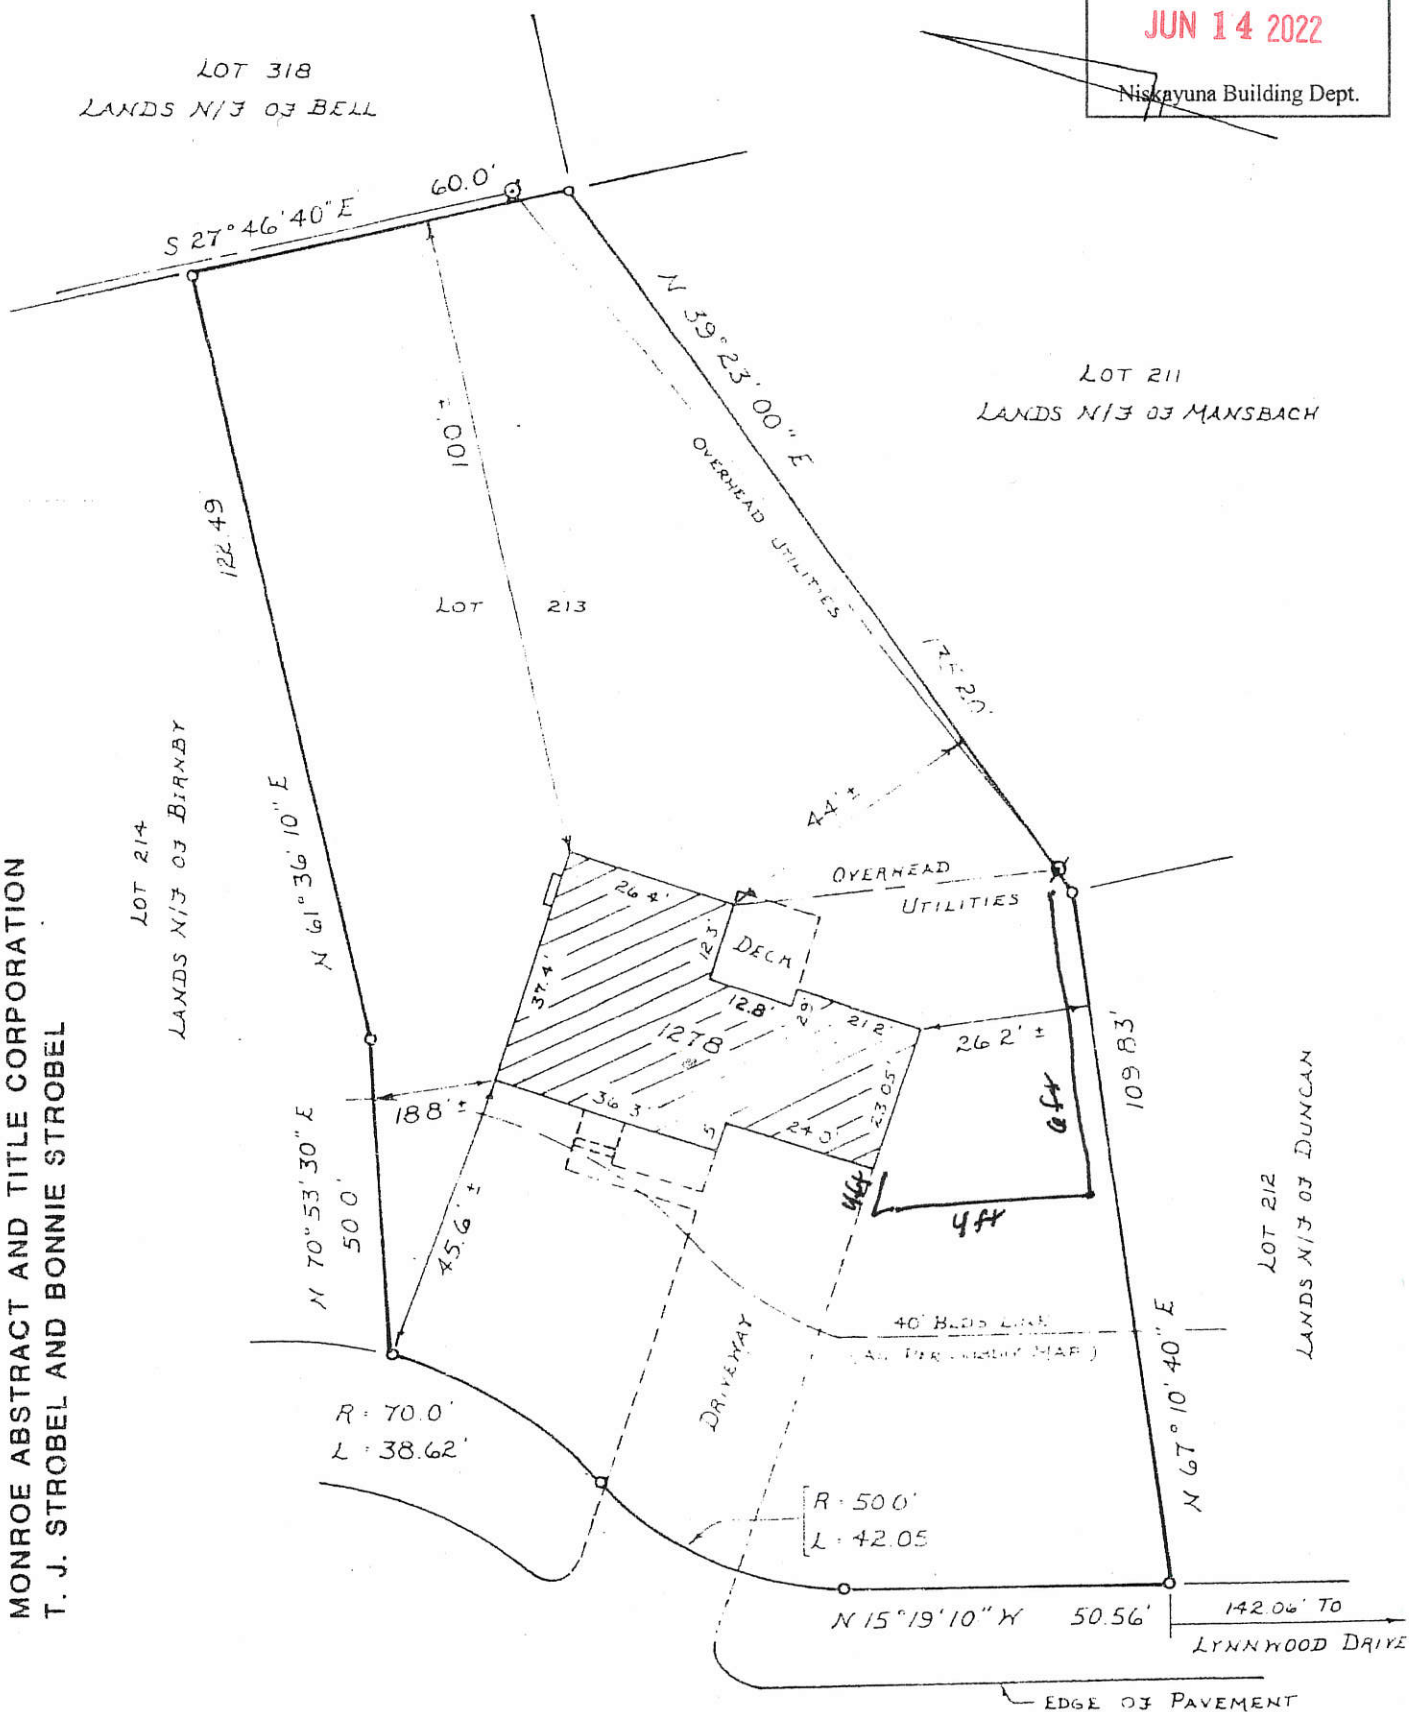 JUN 14 2022
Niskayuna Building Dept.
LOT 318
LANDS N/F OF BELL
S 27° 46' 40" E
60.0'
N 39° 23' 00" E
LOT 211
LANDS N/F OF MANSBACH
100' ±
OVERHEAD UTILITIES
122.49
LOT 213
N 61° 36' 10" E
LOT 214
LANDS N/F OF BIRNBY
44' ±
OVERHEAD
UTILITIES
26.4'
12.3'
DECK
37.4'
12.8'
2.9'
21.2'
1278
26.2' ±
109.83'
6ft
18.8' ±
36.3'
5
24.0'
23.05'
4ft
4ft
N 70° 53' 30" E
50.0'
45.6' ±
LOT 212
LANDS N/F OF DUNCAN
40' BLDG LINE
DRIVEWAY
N 67° 10' 40" E
R = 70.0'
L = 38.62'
R = 50.0'
L = 42.05
N 15° 19' 10" W
50.56'
142.06' TO
LYNNWOOD DRIVE
EDGE OF PAVEMENT
MONROE ABSTRACT AND TITLE CORPORATION
T. J. STROBEL AND BONNIE STROBEL